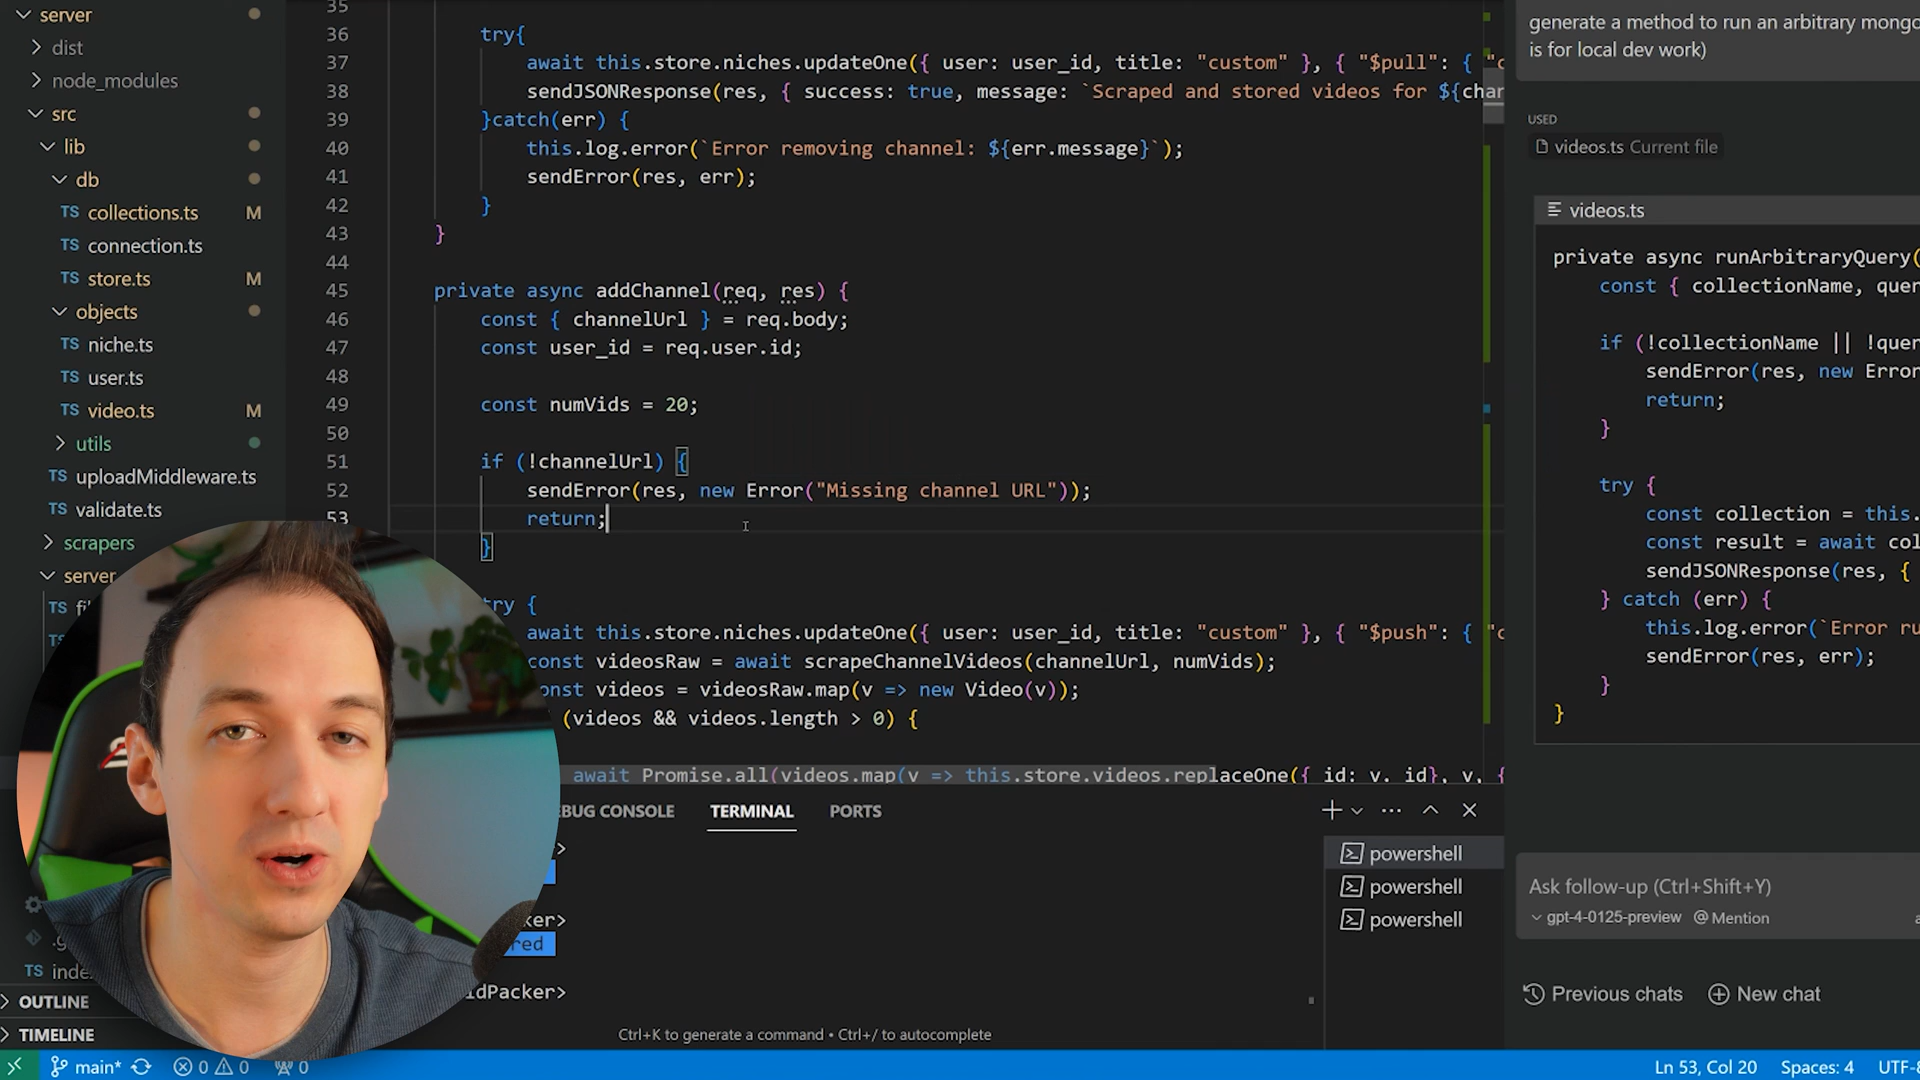 server
dist
node_modules
src
lib
db
TS collections.ts M
TS connection.ts
TS store.ts M
objects
TS niche.ts
TS user.ts
TS video.ts M
utils
TS uploadMiddleware.ts
TS validate.ts
scrapers
server
TS
TS
TS
OUTLINE
TIMELINE
35
36 try{
37 await this.store.niches.updateOne({ user: user_id, title: "custom" }, { "$pull": {
38 sendJSONResponse(res, { success: true, message: `Scraped and stored videos for ${
39 }catch(err) {
40 this.log.error(`Error removing channel: ${err.message}`);
41 sendError(res, err);
42 }
43 }
44
45 private async addChannel(req, res) {
46 const { channelUrl } = req.body;
47 const user_id = req.user.id;
48
49 const numVids = 20;
50
51 if (!channelUrl) {
52 sendError(res, new Error("Missing channel URL"));
53 return;
}
try {
await this.store.niches.updateOne({ user: user_id, title: "custom" }, { "$push": {
const videosRaw = await scrapeChannelVideos(channelUrl, numVids);
const videos = videosRaw.map(v => new Video(v));
(videos && videos.length > 0) {
await Promise.all(videos.map(v => this.store.videos.replaceOne({ id: v. id}, v, {
BUG CONSOLE
TERMINAL
PORTS
>
ker>
red
idPacker>
Ctrl+K to generate a command • Ctrl+/ to autocomplete
powershell
powershell
powershell
generate a method to run an arbitrary mongo
is for local dev work)
USED
videos.ts Current file
videos.ts
private async runArbitraryQuery(
const { collectionName, quer
if (!collectionName || !quer
sendError(res, new Error
return;
}
try {
const collection = this.
const result = await col
sendJSONResponse(res, {
} catch (err) {
this.log.error(`Error ru
sendError(res, err);
}
}
Ask follow-up (Ctrl+Shift+Y)
gpt-4-0125-preview @ Mention
Previous chats
New chat
main* 0 0 0
Ln 53, Col 20
Spaces: 4
UTF-8